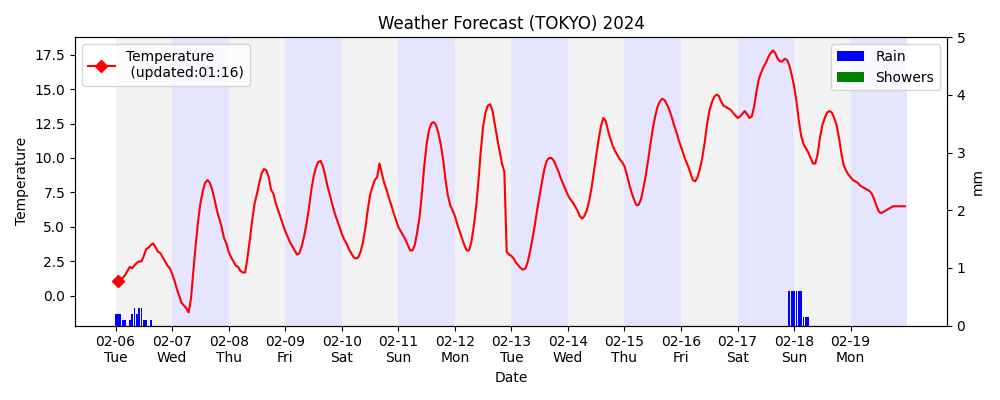 Weather Forecast (TOKYO) 2024
Temperature
(updated:01:16)
Rain
Showers
Temperature
17.5
15.0
12.5
10.0
7.5
5.0
2.5
0.0
5
4
3
2
1
0
mm
02-06 02-07 02-08 02-09 02-10 02-11 02-12 02-13 02-14 02-15 02-16 02-17 02-18 02-19
Tue Wed Thu Fri Sat Sun Mon Tue Wed Thu Fri Sat Sun Mon
Date